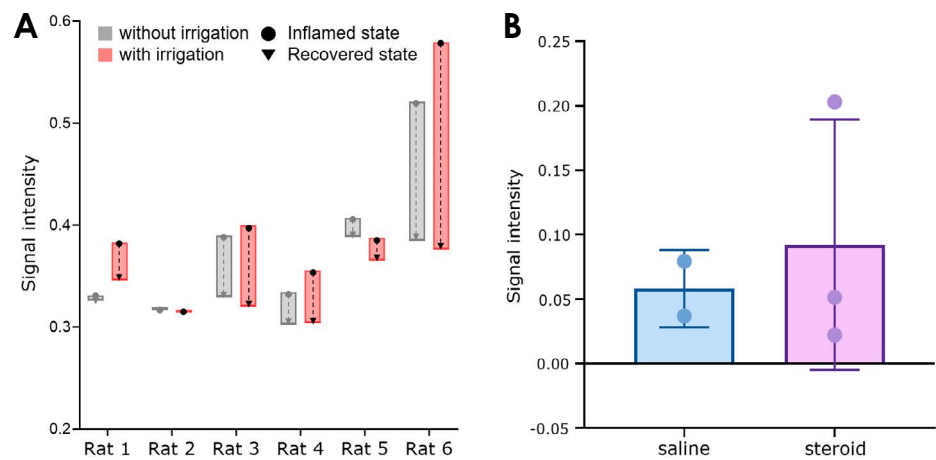 A
without irrigation
with irrigation
Inflamed state
Recovered state
Signal intensity
0.6
0.5
0.4
0.3
0.2
Rat 1 Rat 2 Rat 3 Rat 4 Rat 5 Rat 6
B
Signal intensity
0.25
0.20
0.15
0.10
0.05
0.00
-0.05
saline steroid